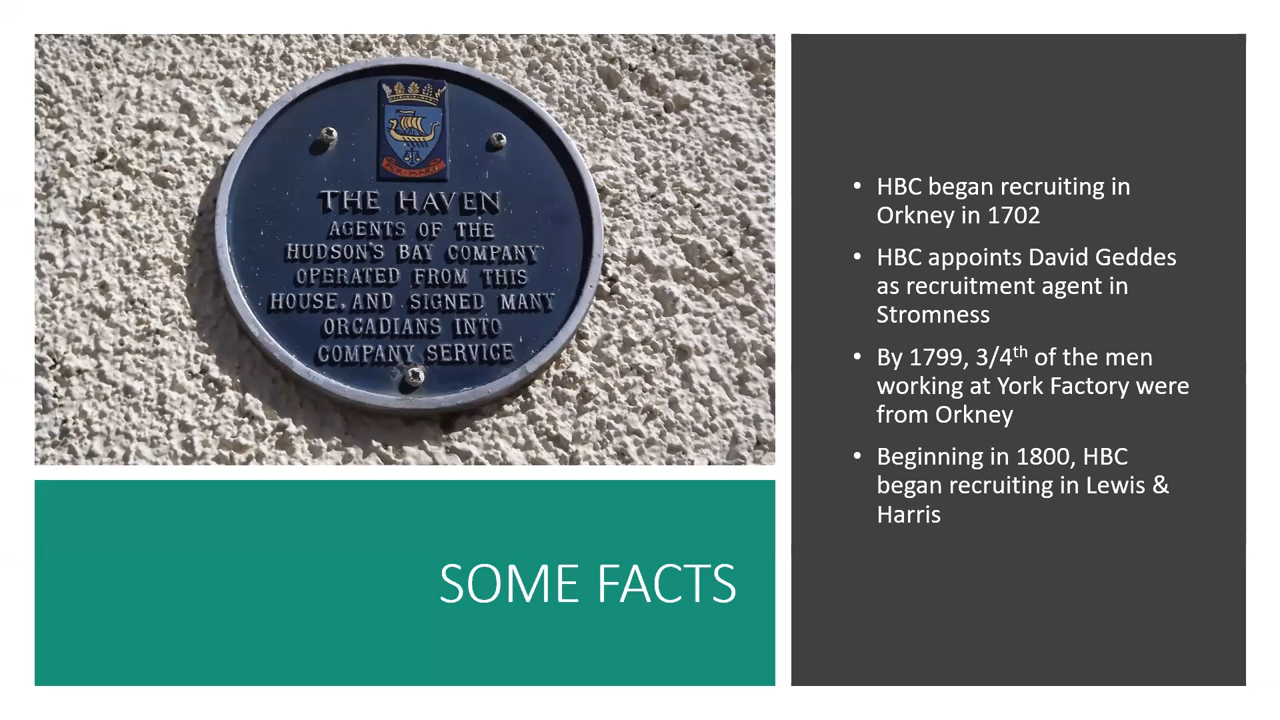 PER·MARE
THE HAVEN
AGENTS OF THE
HUDSON'S BAY COMPANY
OPERATED FROM THIS
HOUSE, AND SIGNED MANY
ORCADIANS INTO
COMPANY SERVICE
SOME FACTS
• HBC began recruiting in
Orkney in 1702
• HBC appoints David Geddes
as recruitment agent in
Stromness
• By 1799, 3/4th of the men
working at York Factory were
from Orkney
• Beginning in 1800, HBC
began recruiting in Lewis &
Harris